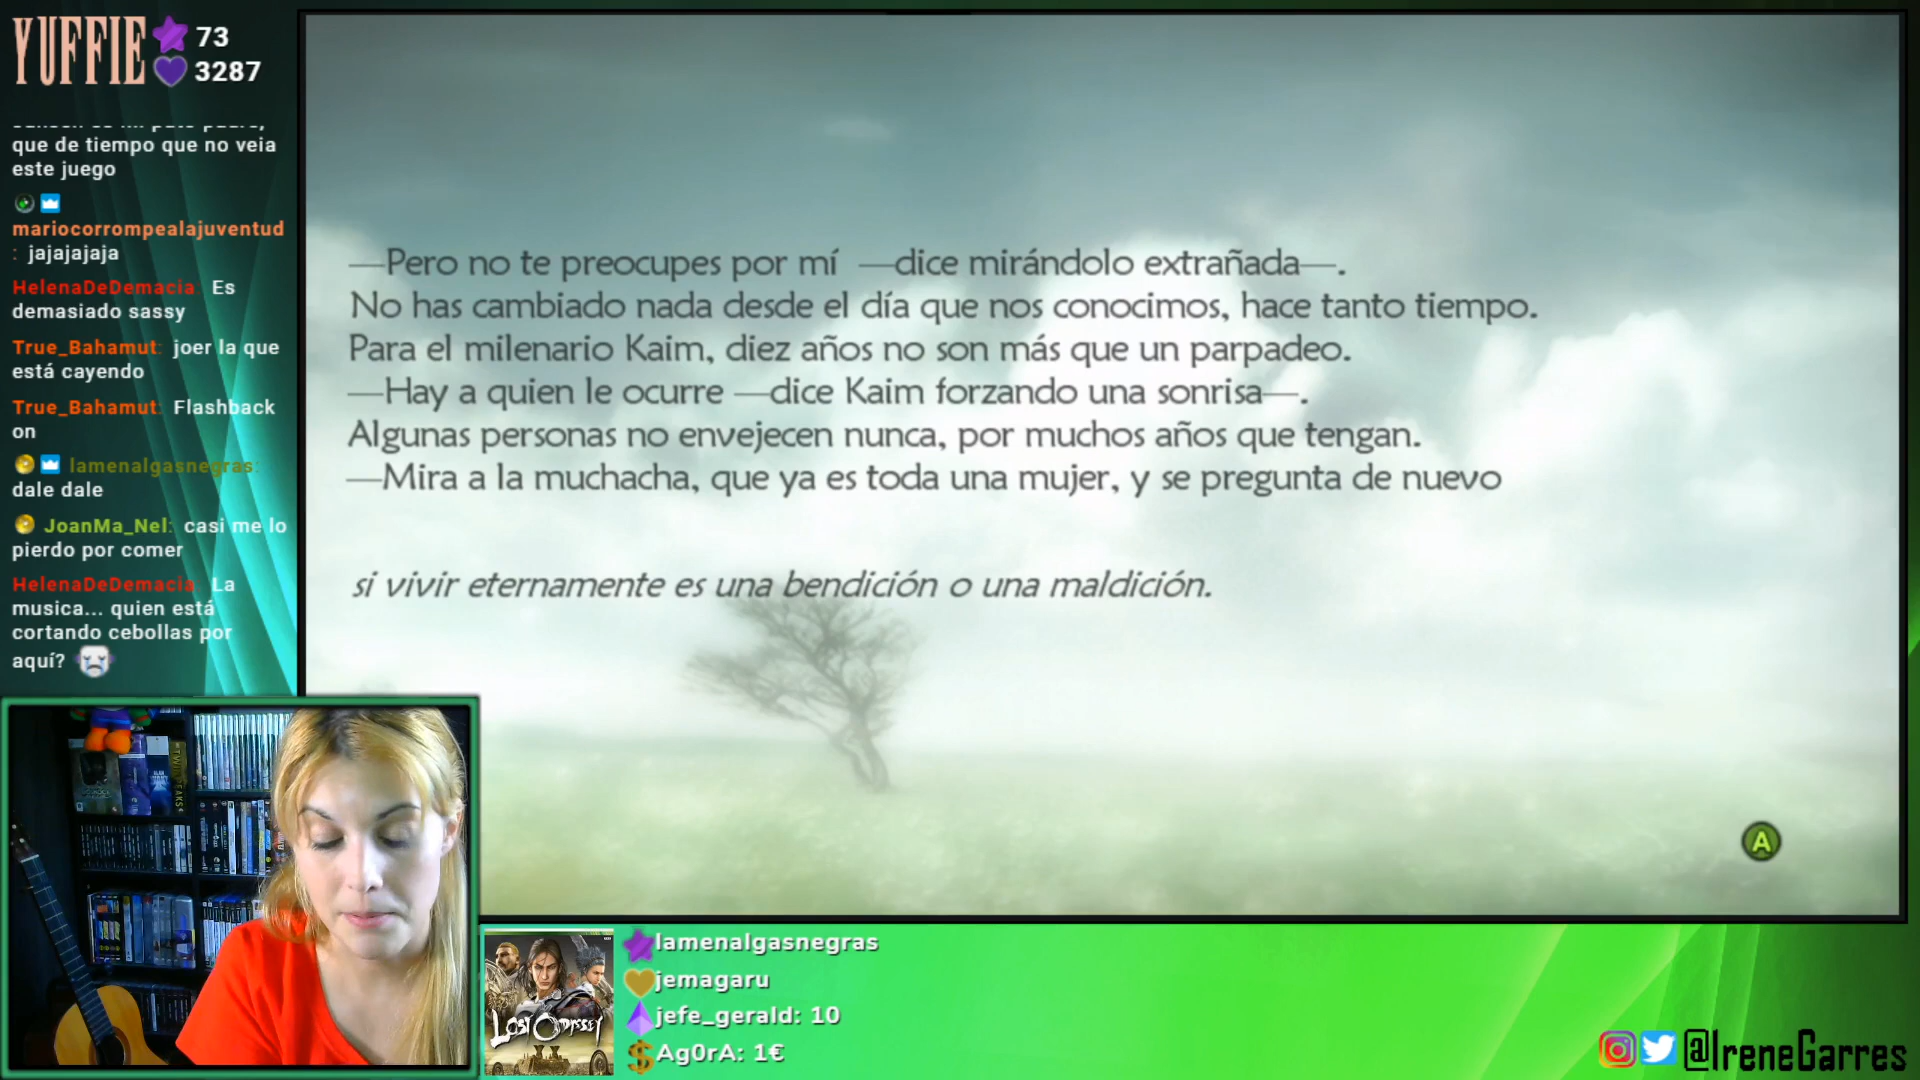 YUFFIE
73
3287
que de tiempo que no veia
este juego
mariocorrompealajuventud
: jajajajaja
HelenaDeDemacia: Es
demasiado sassy
True_Bahamut: joer la que
está cayendo
True_Bahamut: Flashback
on
lamenalgasnegras:
dale dale
JoanMa_Nel: casi me lo
pierdo por comer
HelenaDeDemacia: La
musica... quien está
cortando cebollas por
aquí?
—Pero no te preocupes por mí —dice mirándolo extrañada—.
No has cambiado nada desde el día que nos conocimos, hace tanto tiempo.
Para el milenario Kaim, diez años no son más que un parpadeo.
—Hay a quien le ocurre —dice Kaim forzando una sonrisa—.
Algunas personas no envejecen nunca, por muchos años que tengan.
—Mira a la muchacha, que ya es toda una mujer, y se pregunta de nuevo
si vivir eternamente es una bendición o una maldición.
A
LOST ODYSSEY
lamenalgasnegras
jemagaru
jefe_gerald: 10
Ag0rA: 1€
@IreneGarres